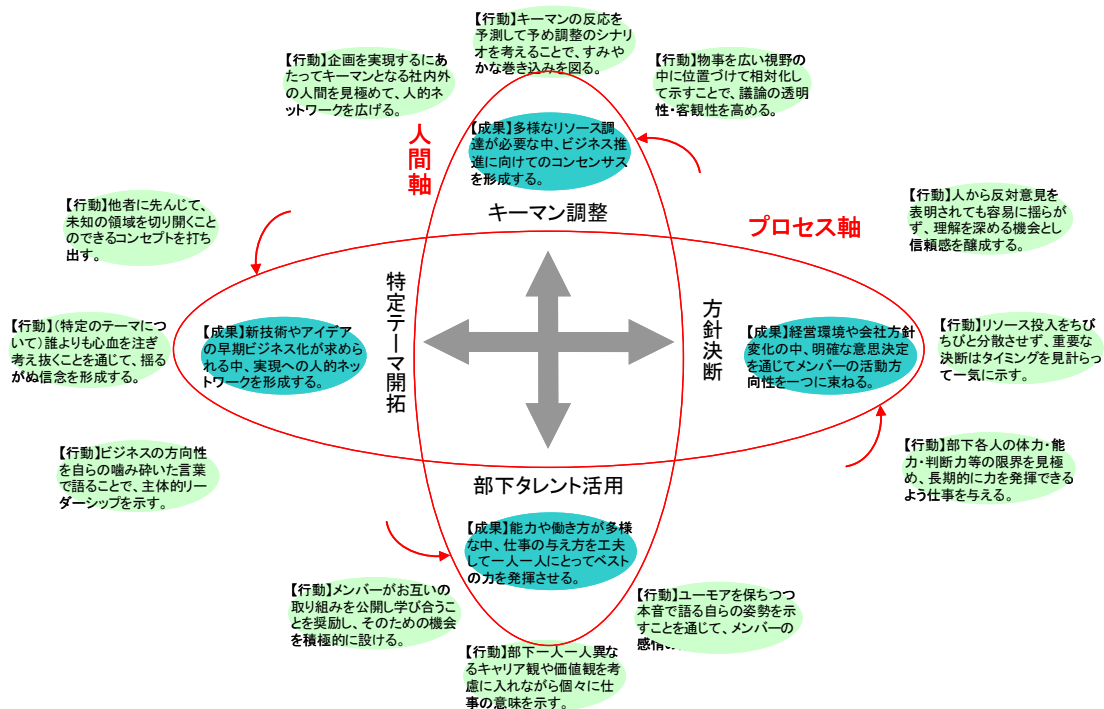 【行動】キーマンの反応を
予測して予め調整のシナリ
オを考えることで、すみや
かな巻き込みを図る。
【行動】企画を実現するにあ
たってキーマンとなる社内外
の人間を見極めて、人的ネ
ットワークを広げる。
【行動】物事を広い視野の
中に位置づけて相対化し
て示すことで、議論の透明
性・客観性を高める。
人間軸
【成果】多様なリソース調
達が必要な中、ビジネス推
進に向けてのコンセンサス
を形成する。
キーマン調整
【行動】他者に先んじて、
未知の領域を切り開くこと
のできるコンセプトを打ち
出す。
プロセス軸
【行動】人から反対意見を
表明されても容易に揺らが
ず、理解を深める機会とし
信頼感を醸成する。
特定テーマ開拓
方針決断
【行動】(特定のテーマにつ
いて)誰よりも心血を注ぎ
考え抜くことを通じて、揺る
がぬ信念を形成する。
【成果】新技術やアイデア
の早期ビジネス化が求めら
れる中、実現への人的ネッ
トワークを形成する。
【成果】経営環境や会社方針
変化の中、明確な意思決定
を通じてメンバーの活動方
向性を一つに束ねる。
【行動】リソース投入をちび
ちびと分散させず、重要な
決断はタイミングを見計らっ
て一気に示す。
【行動】ビジネスの方向性
を自らの噛み砕いた言葉
で語ることで、主体的リー
ダーシップを示す。
【行動】部下各人の体力・能
力・判断力等の限界を見極
め、長期的に力を発揮できる
よう仕事を与える。
部下タレント活用
【成果】能力や働き方が多様
な中、仕事の与え方を工夫
して一人一人にとってベスト
の力を発揮させる。
【行動】メンバーがお互いの
取り組みを公開し学び合うこ
とを奨励し、そのための機会
を積極的に設ける。
【行動】ユーモアを保ちつつ
本音で語る自らの姿勢を示
すことを通じて、メンバーの
感情
【行動】部下一人一人異な
るキャリア観や価値観を考
慮に入れながら個々に仕
事の意味を示す。